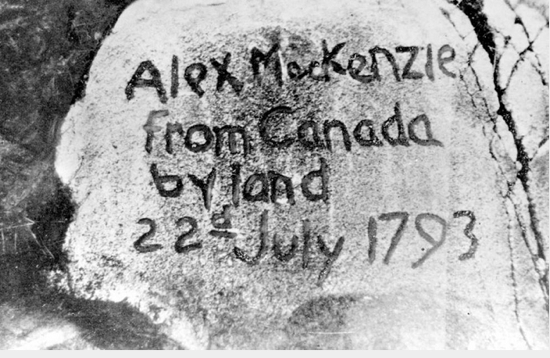 Alex MacKenzie
from Canada
by land
22d July 1793